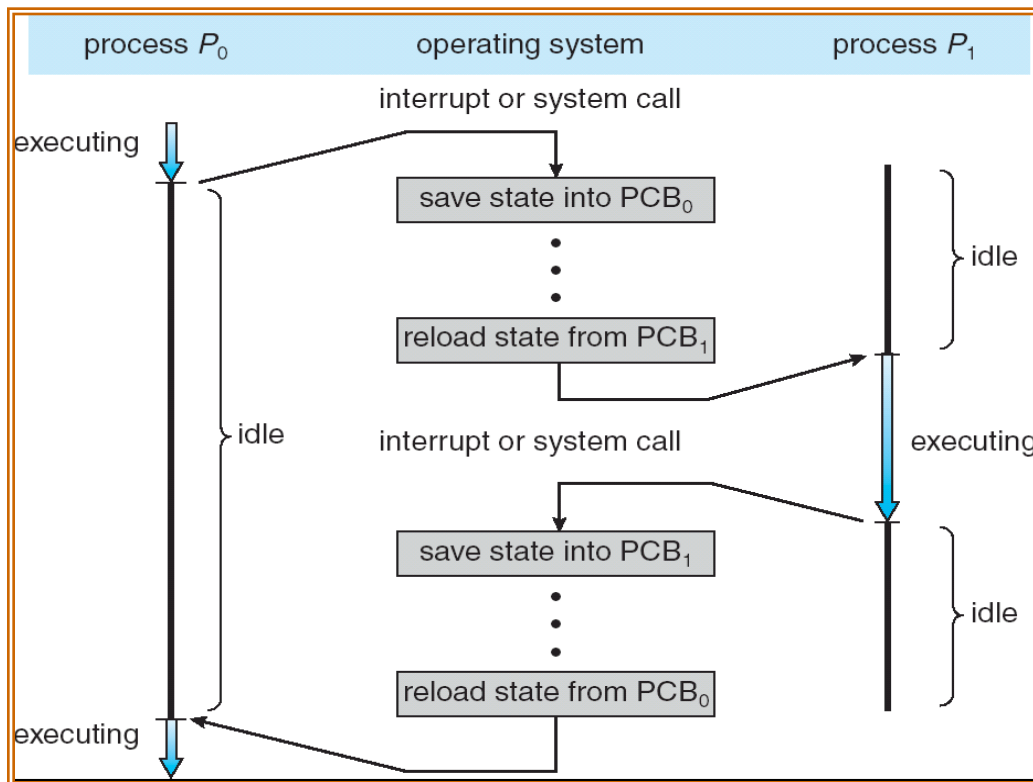 process P₀ operating system process P₁
interrupt or system call
executing
save state into PCB₀
idle
reload state from PCB₁
idle
interrupt or system call
executing
save state into PCB₁
idle
reload state from PCB₀
executing